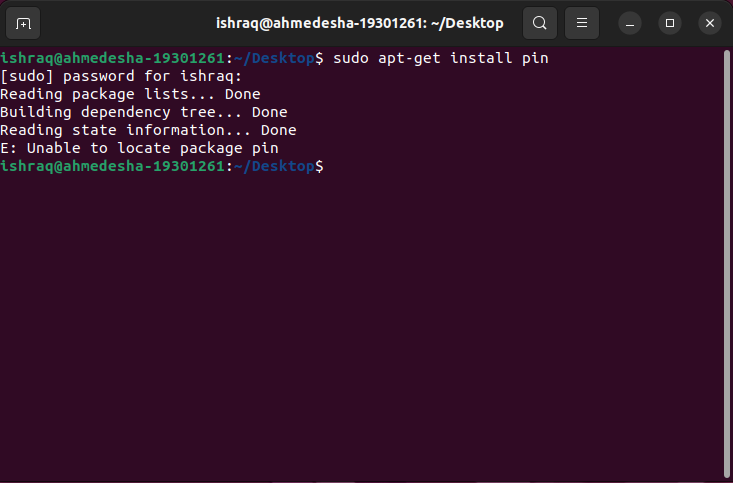 ishraq@ahmedesha-19301261: ~/Desktop
ishraq@ahmedesha-19301261:~/Desktop$ sudo apt-get install pin
[sudo] password for ishraq:
Reading package lists... Done
Building dependency tree... Done
Reading state information... Done
E: Unable to locate package pin
ishraq@ahmedesha-19301261:~/Desktop$